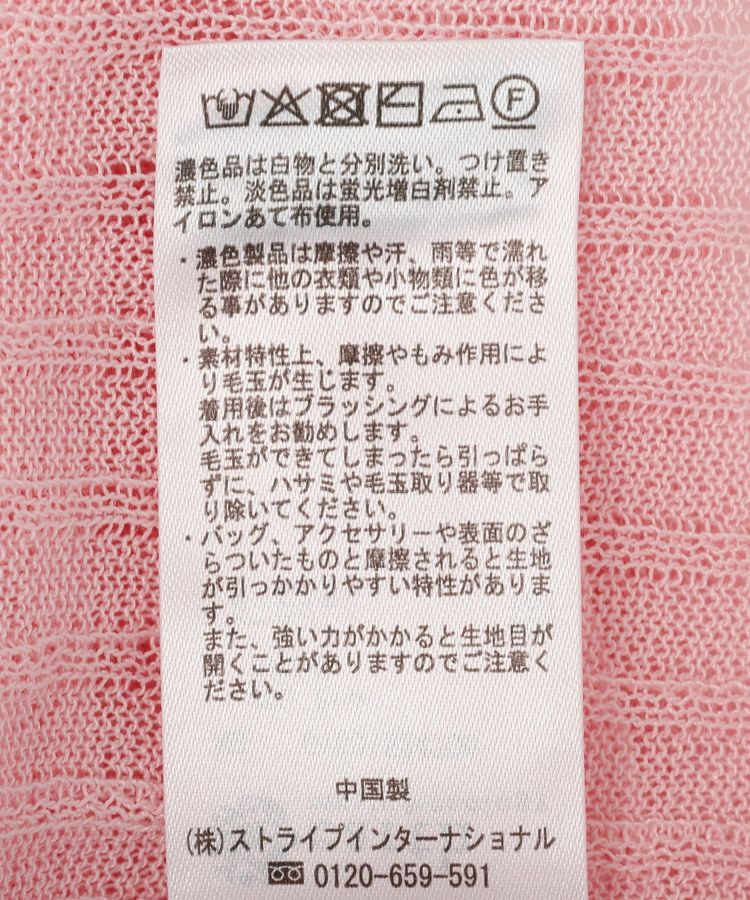 F
濃色品は白物と分別洗い。つけ置き
禁止。淡色品は蛍光増白剤禁止。ア
イロンあて布使用。
・濃色製品は摩擦や汗、雨等で濡れ
た際に他の衣類や小物類に色が移
る事がありますのでご注意くださ
い。
・素材特性上、摩擦やもみ作用によ
り毛玉が生じます。
着用後はブラッシングによるお手
入れをお勧めします。
毛玉ができてしまったら引っぱら
ずに、ハサミや毛玉取り器等で取
り除いてください。
・バッグ、アクセサリーや表面のざ
らついたものと摩擦されると生地
が引っかかりやすい特性がありま
す。
また、強い力がかかると生地目が
開くことがありますのでご注意く
ださい。
中国製
(株)ストライプインターナショナル
0120-659-591